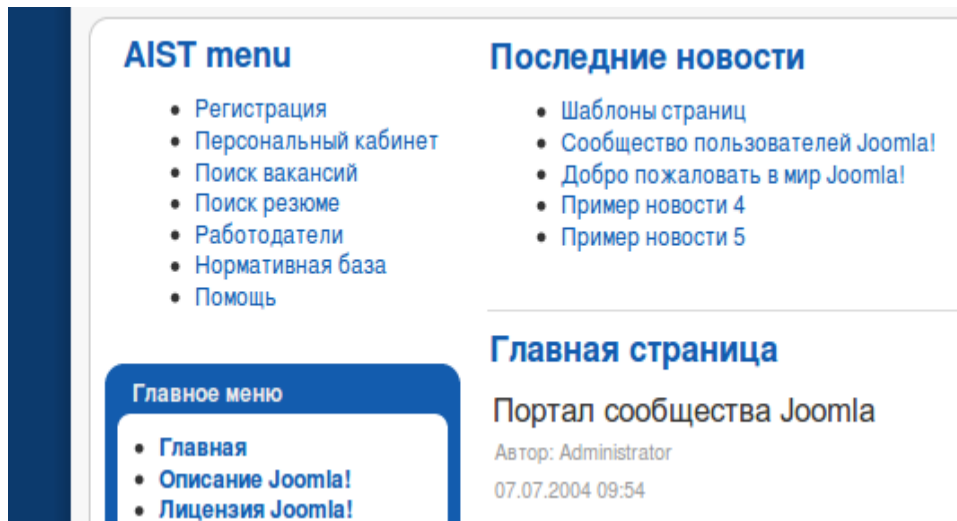 AIST menu
Регистрация
Персональный кабинет
Поиск вакансий
Поиск резюме
Работодатели
Нормативная база
Помощь
Главное меню
Главная
Описание Joomla!
Лицензия Joomla!
Последние новости
Шаблоны страниц
Сообщество пользователей Joomla!
Добро пожаловать в мир Joomla!
Пример новости 4
Пример новости 5
Главная страница
Портал сообщества Joomla
Автор: Administrator
07.07.2004 09:54